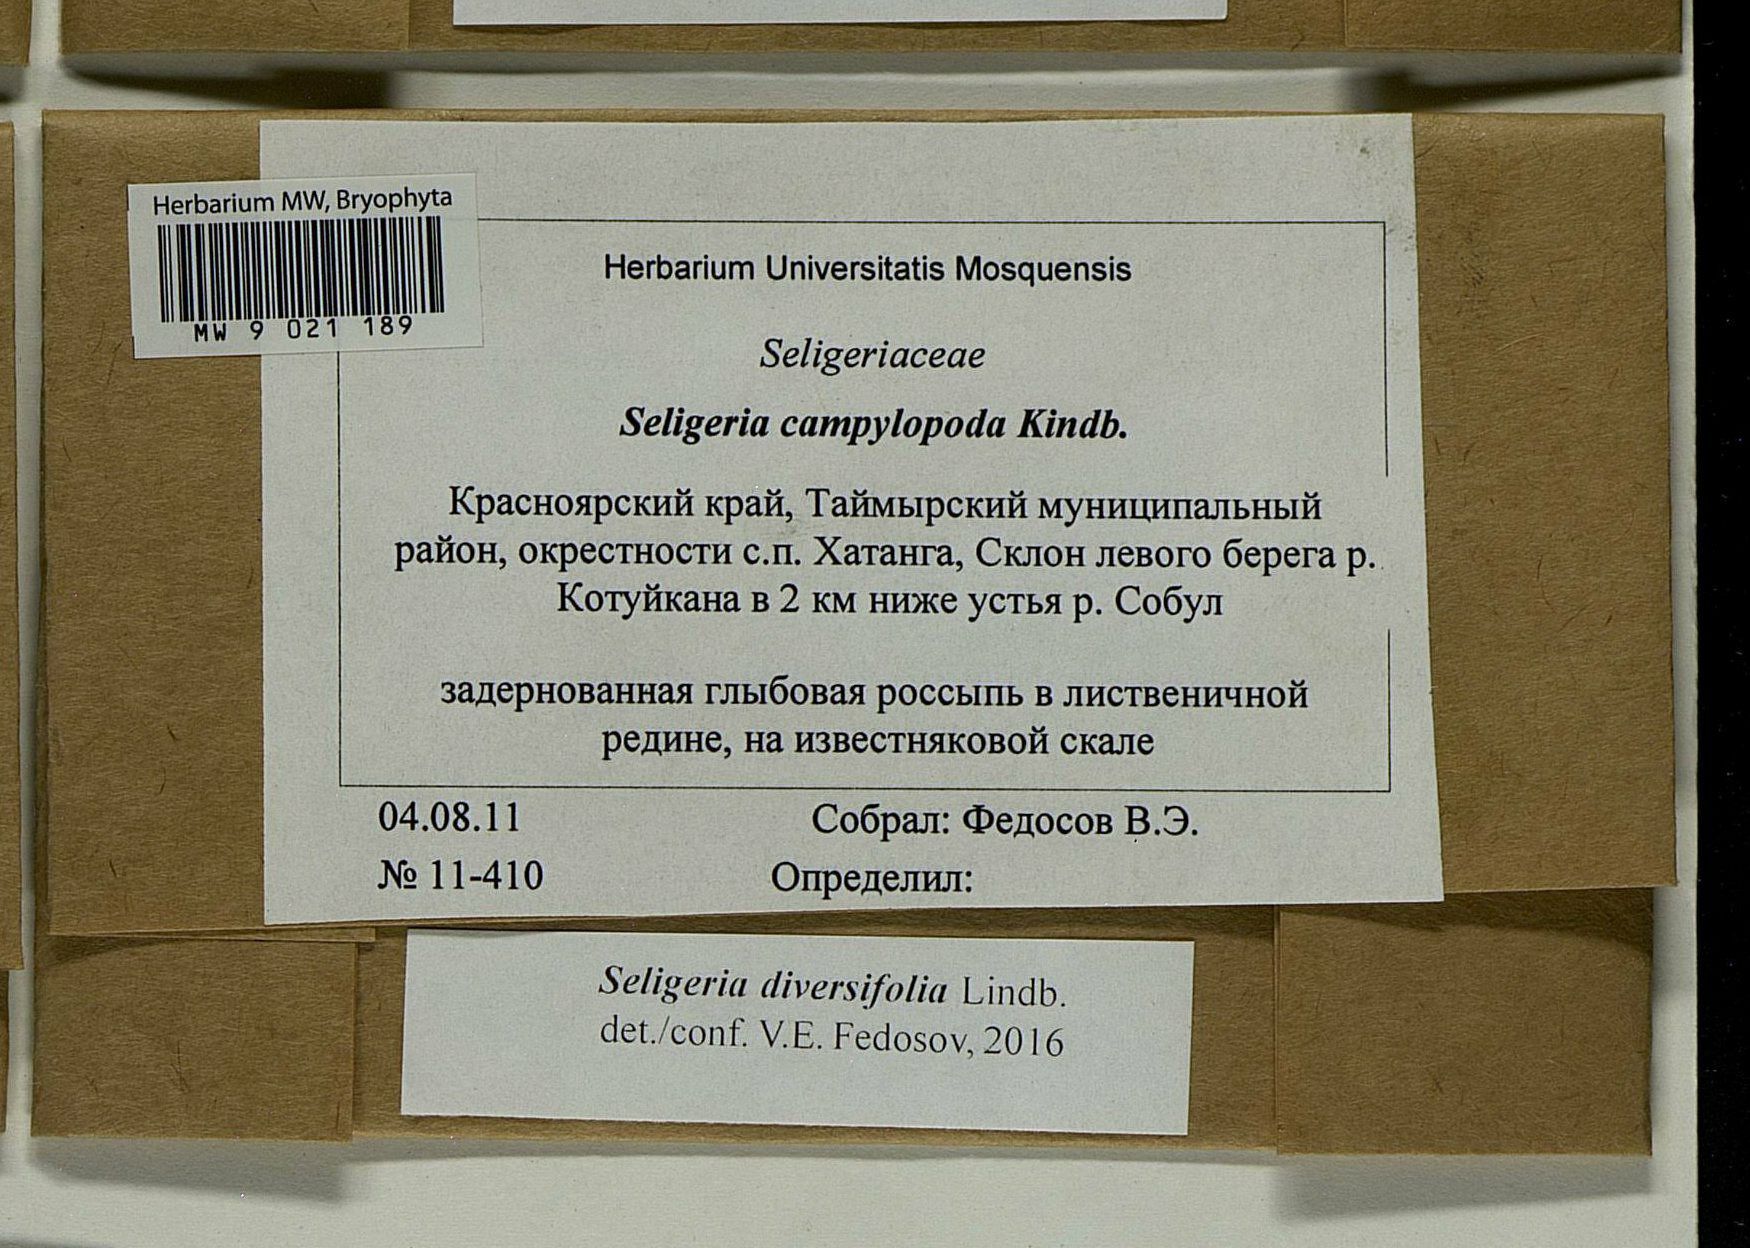 Herbarium MW, Bryophyta
MW 9 021 189
Herbarium Universitatis Mosquensis
Seligeriaceae
Seligeria campylopoda Kindb.
Красноярский край, Таймырский муниципальный
район, окрестности с.п. Хатанга, Склон левого берега р.
Котуйкана в 2 км ниже устья р. Собул
задернованная глыбовая россыпь в лиственичной
редине, на известняковой скале
04.08.11
Собрал: Федосов В.Э.
№ 11-410
Определил:
Seligeria diversifolia Lindb.
det./conf. V.E. Fedosov, 2016